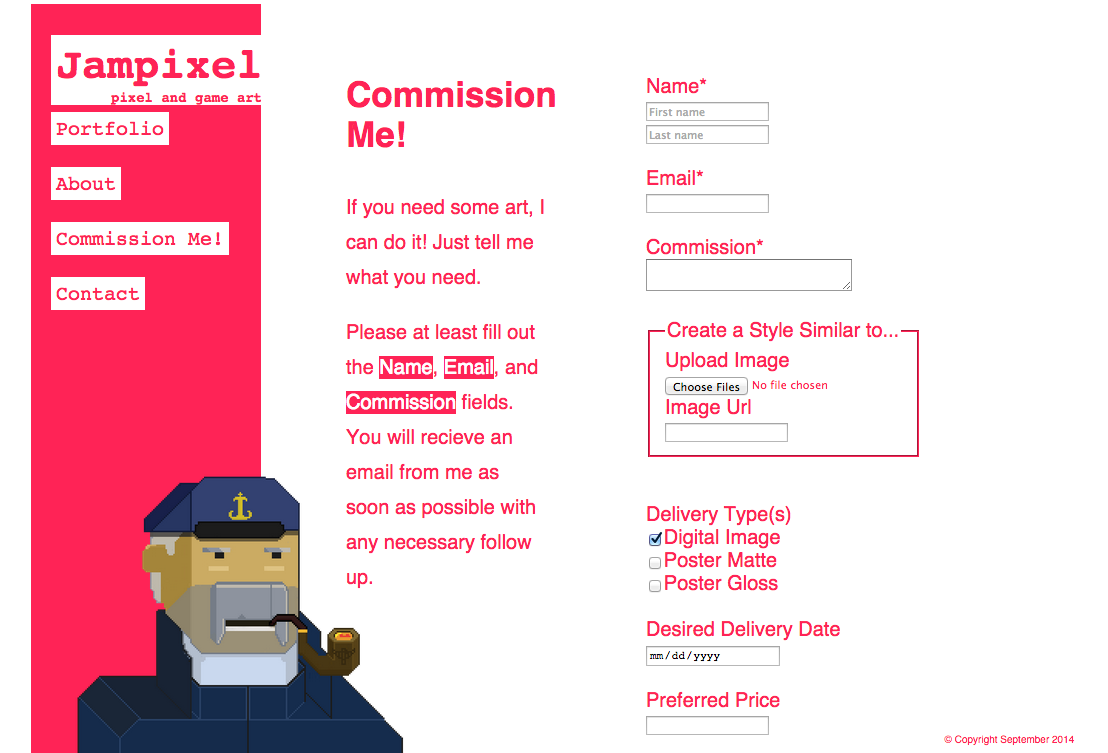 Jampixel
pixel and game art
Portfolio
About
Commission Me!
Contact
Commission
Me!
If you need some art, I
can do it! Just tell me
what you need.
Please at least fill out
the Name, Email, and
Commission fields.
You will recieve an
email from me as
soon as possible with
any necessary follow
up.
Name*
First name
Last name
Email*
Commission*
Create a Style Similar to...
Upload Image
Choose Files No file chosen
Image Url
Delivery Type(s)
Digital Image
Poster Matte
Poster Gloss
Desired Delivery Date
mm/dd/yyyy
Preferred Price
© Copyright September 2014